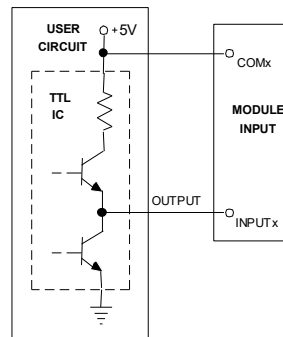 USER
CIRCUIT
+5V
COMx
TTL
IC
MODULE
INPUT
OUTPUT
INPUTx